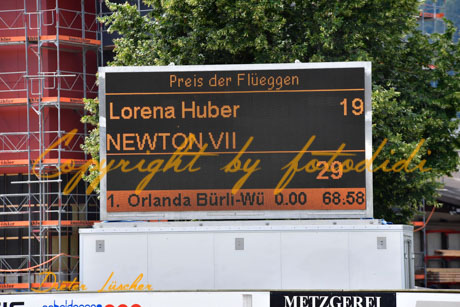 Preis der Flüeggen
Lorena Huber 19
NEWTON VII
Copyright by fotodidi
29
1. Orlanda Bürli-Wü 0.00 68.58
Dieter Lüscher
METZGEREI